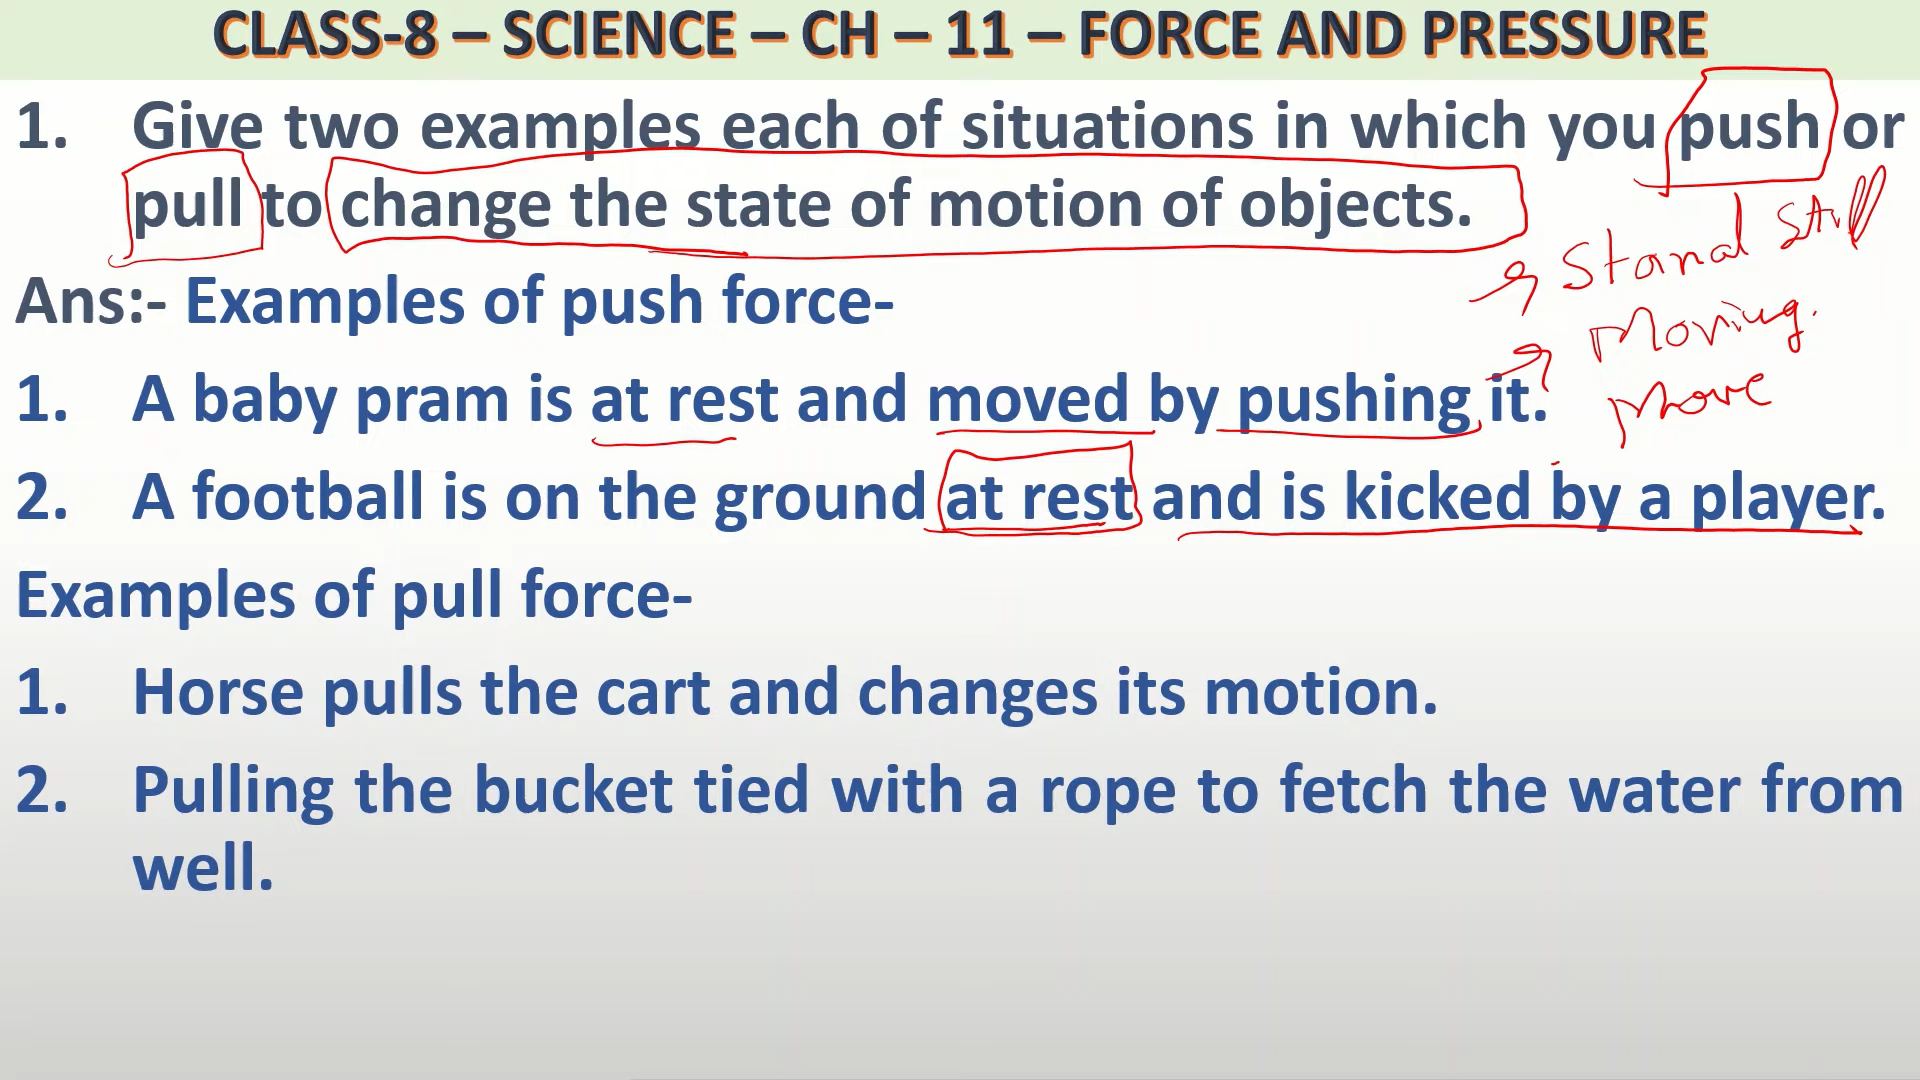 CLASS-8 – SCIENCE – CH – 11 – FORCE AND PRESSURE
1. Give two examples each of situations in which you push or
pull to change the state of motion of objects.
Stand still
Ans:- Examples of push force-
Moving.
1. A baby pram is at rest and moved by pushing it.
Move
2. A football is on the ground at rest and is kicked by a player.
Examples of pull force-
1. Horse pulls the cart and changes its motion.
2. Pulling the bucket tied with a rope to fetch the water from
well.